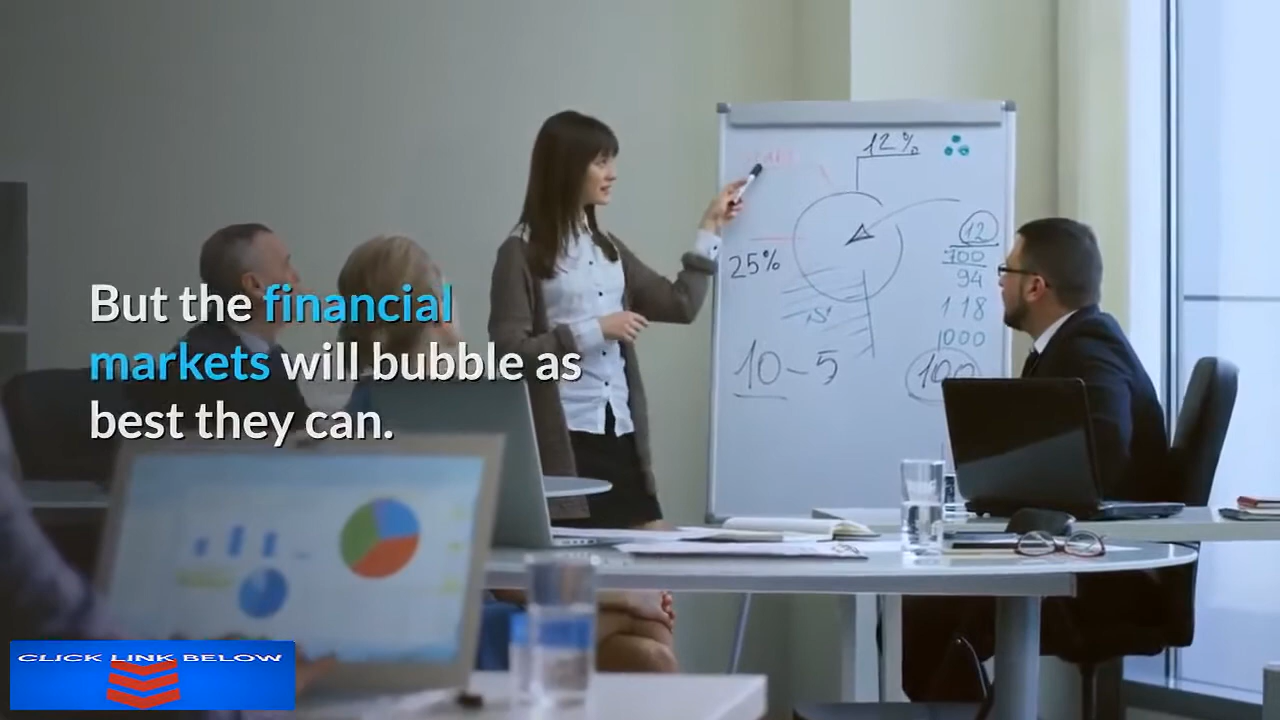 12%
25%
12
700
94
118
1000
10-5
100
But the financial
markets will bubble as
best they can.
CLICK LINK BELOW